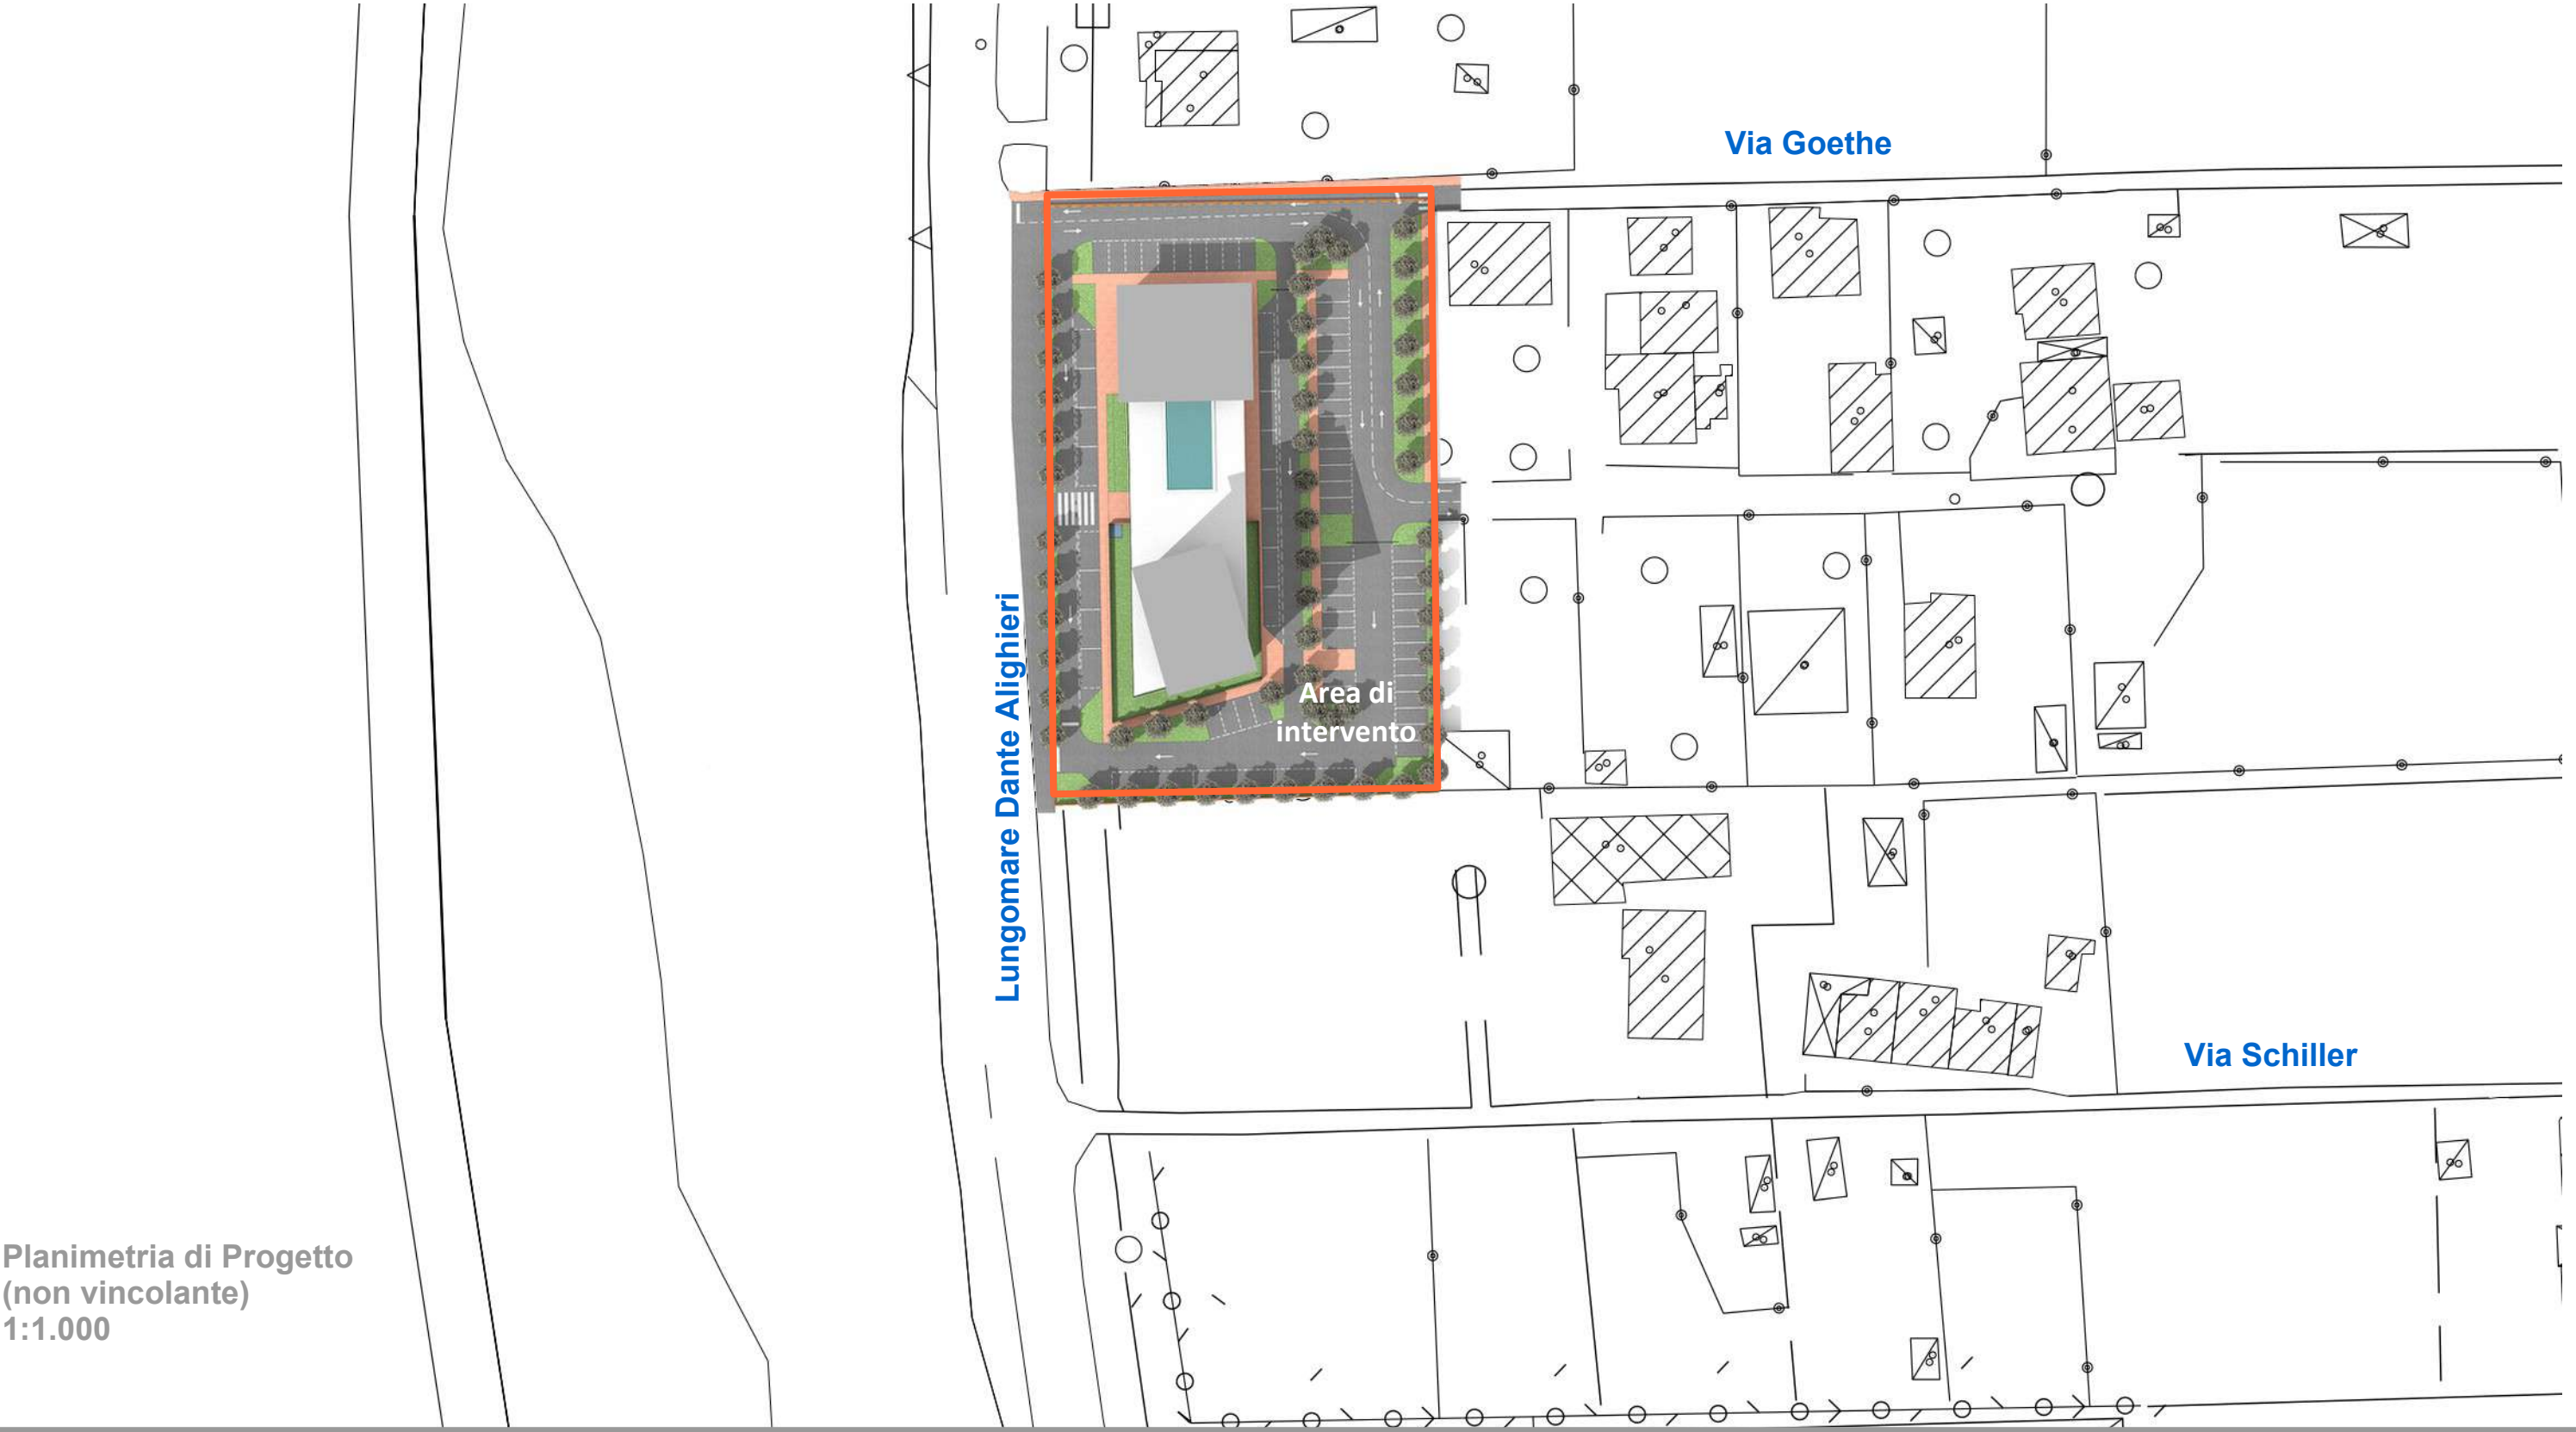 Via Goethe
Lungomare Dante Alighieri
Area di
intervento
Via Schiller
Planimetria di Progetto
(non vincolante)
1:1.000